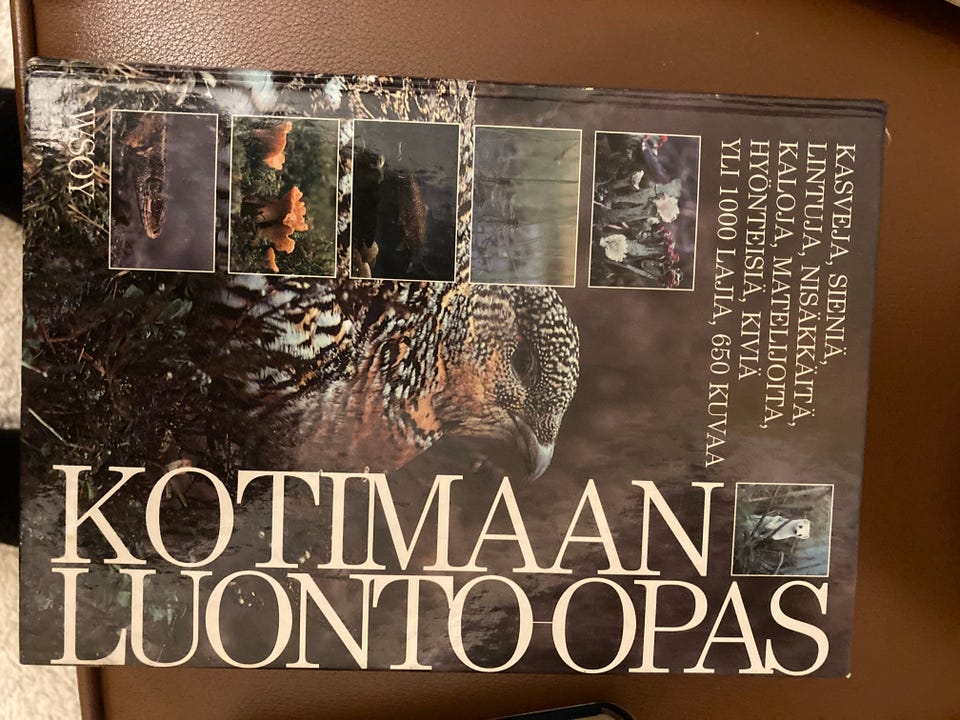 KASVEJA, SIENIÄ,
LINTUJA, NISÄKKÄITÄ,
KALOJA, MATELIJOITA,
HYÖNTEISIÄ, KIVIÄ
YLI 1000 LAJIA, 650 KUVAA
KOTIMAAN
LUONTO-OPAS
WSOY